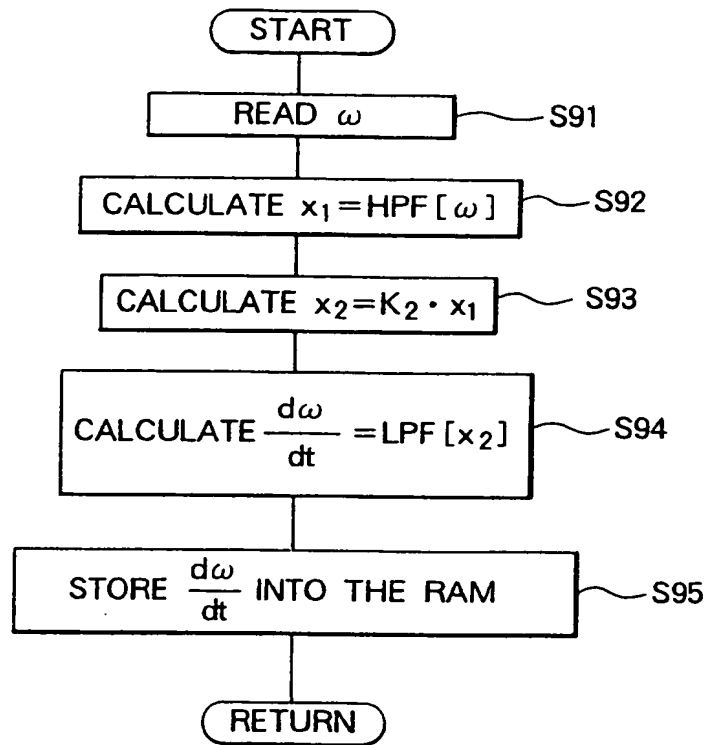 START
READ ω S91
CALCULATE x₁=HPF[ω] S92
CALCULATE x₂=K₂・x₁ S93
CALCULATE dω/dt =LPF[x₂] S94
STORE dω/dt INTO THE RAM S95
RETURN